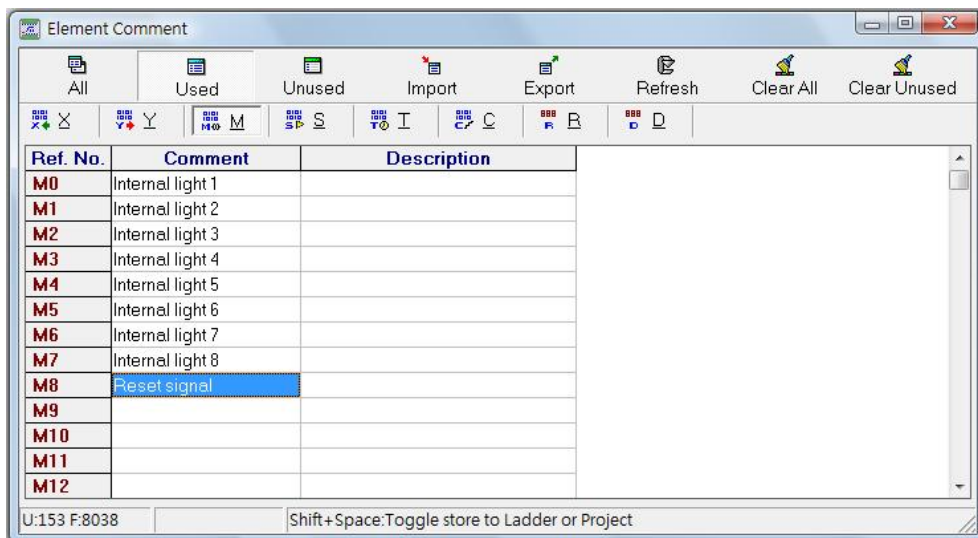 Element Comment
All Used Unused Import Export Refresh Clear All Clear Unused
X Y M S T C R D
Ref. No. Comment Description
M0 Internal light 1
M1 Internal light 2
M2 Internal light 3
M3 Internal light 4
M4 Internal light 5
M5 Internal light 6
M6 Internal light 7
M7 Internal light 8
M8 Reset signal
M9
M10
M11
M12
U:153 F:8038 Shift+Space:Toggle store to Ladder or Project